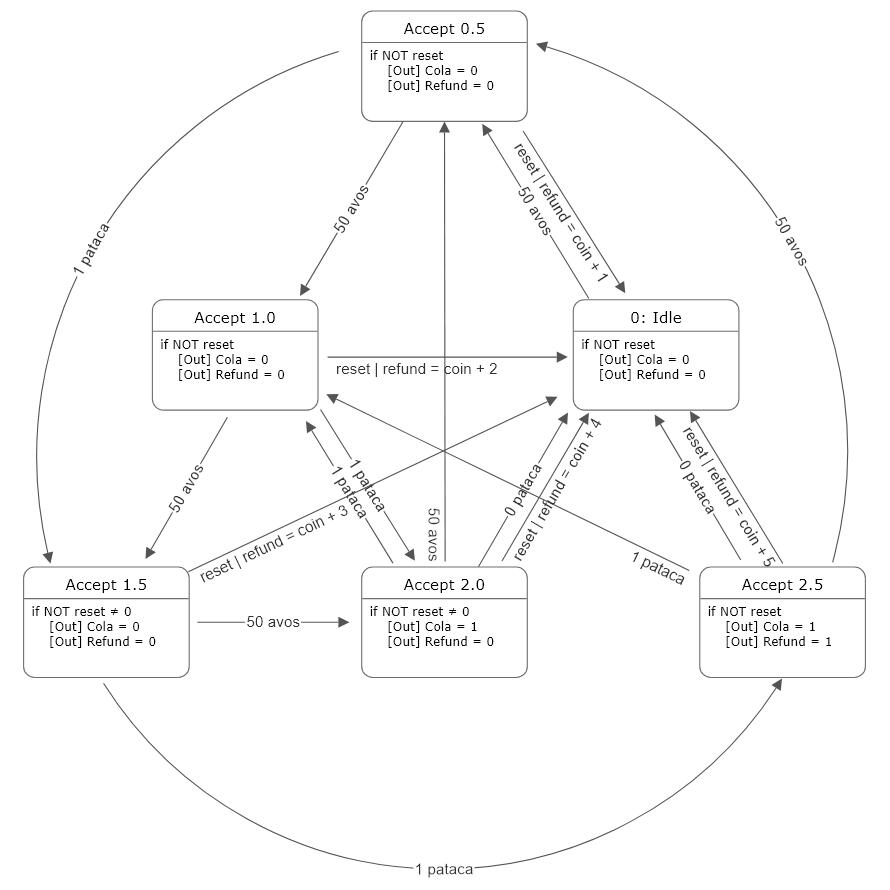 Accept 0.5
if NOT reset
[Out] Cola = 0
[Out] Refund = 0
1 pataca
50 avos
50 avos
reset | refund = coin + 1
50 avos
Accept 1.0
if NOT reset
[Out] Cola = 0
[Out] Refund = 0
0: Idle
if NOT reset
[Out] Cola = 0
[Out] Refund = 0
reset | refund = coin + 2
50 avos
1 pataca
1 pataca
reset | refund = coin + 3
50 avos
0 pataca
reset | refund = coin + 4
0 pataca
reset | refund = coin + 5
1 pataca
Accept 1.5
if NOT reset ≠ 0
[Out] Cola = 0
[Out] Refund = 0
50 avos
Accept 2.0
if NOT reset ≠ 0
[Out] Cola = 1
[Out] Refund = 0
Accept 2.5
if NOT reset
[Out] Cola = 1
[Out] Refund = 1
1 pataca